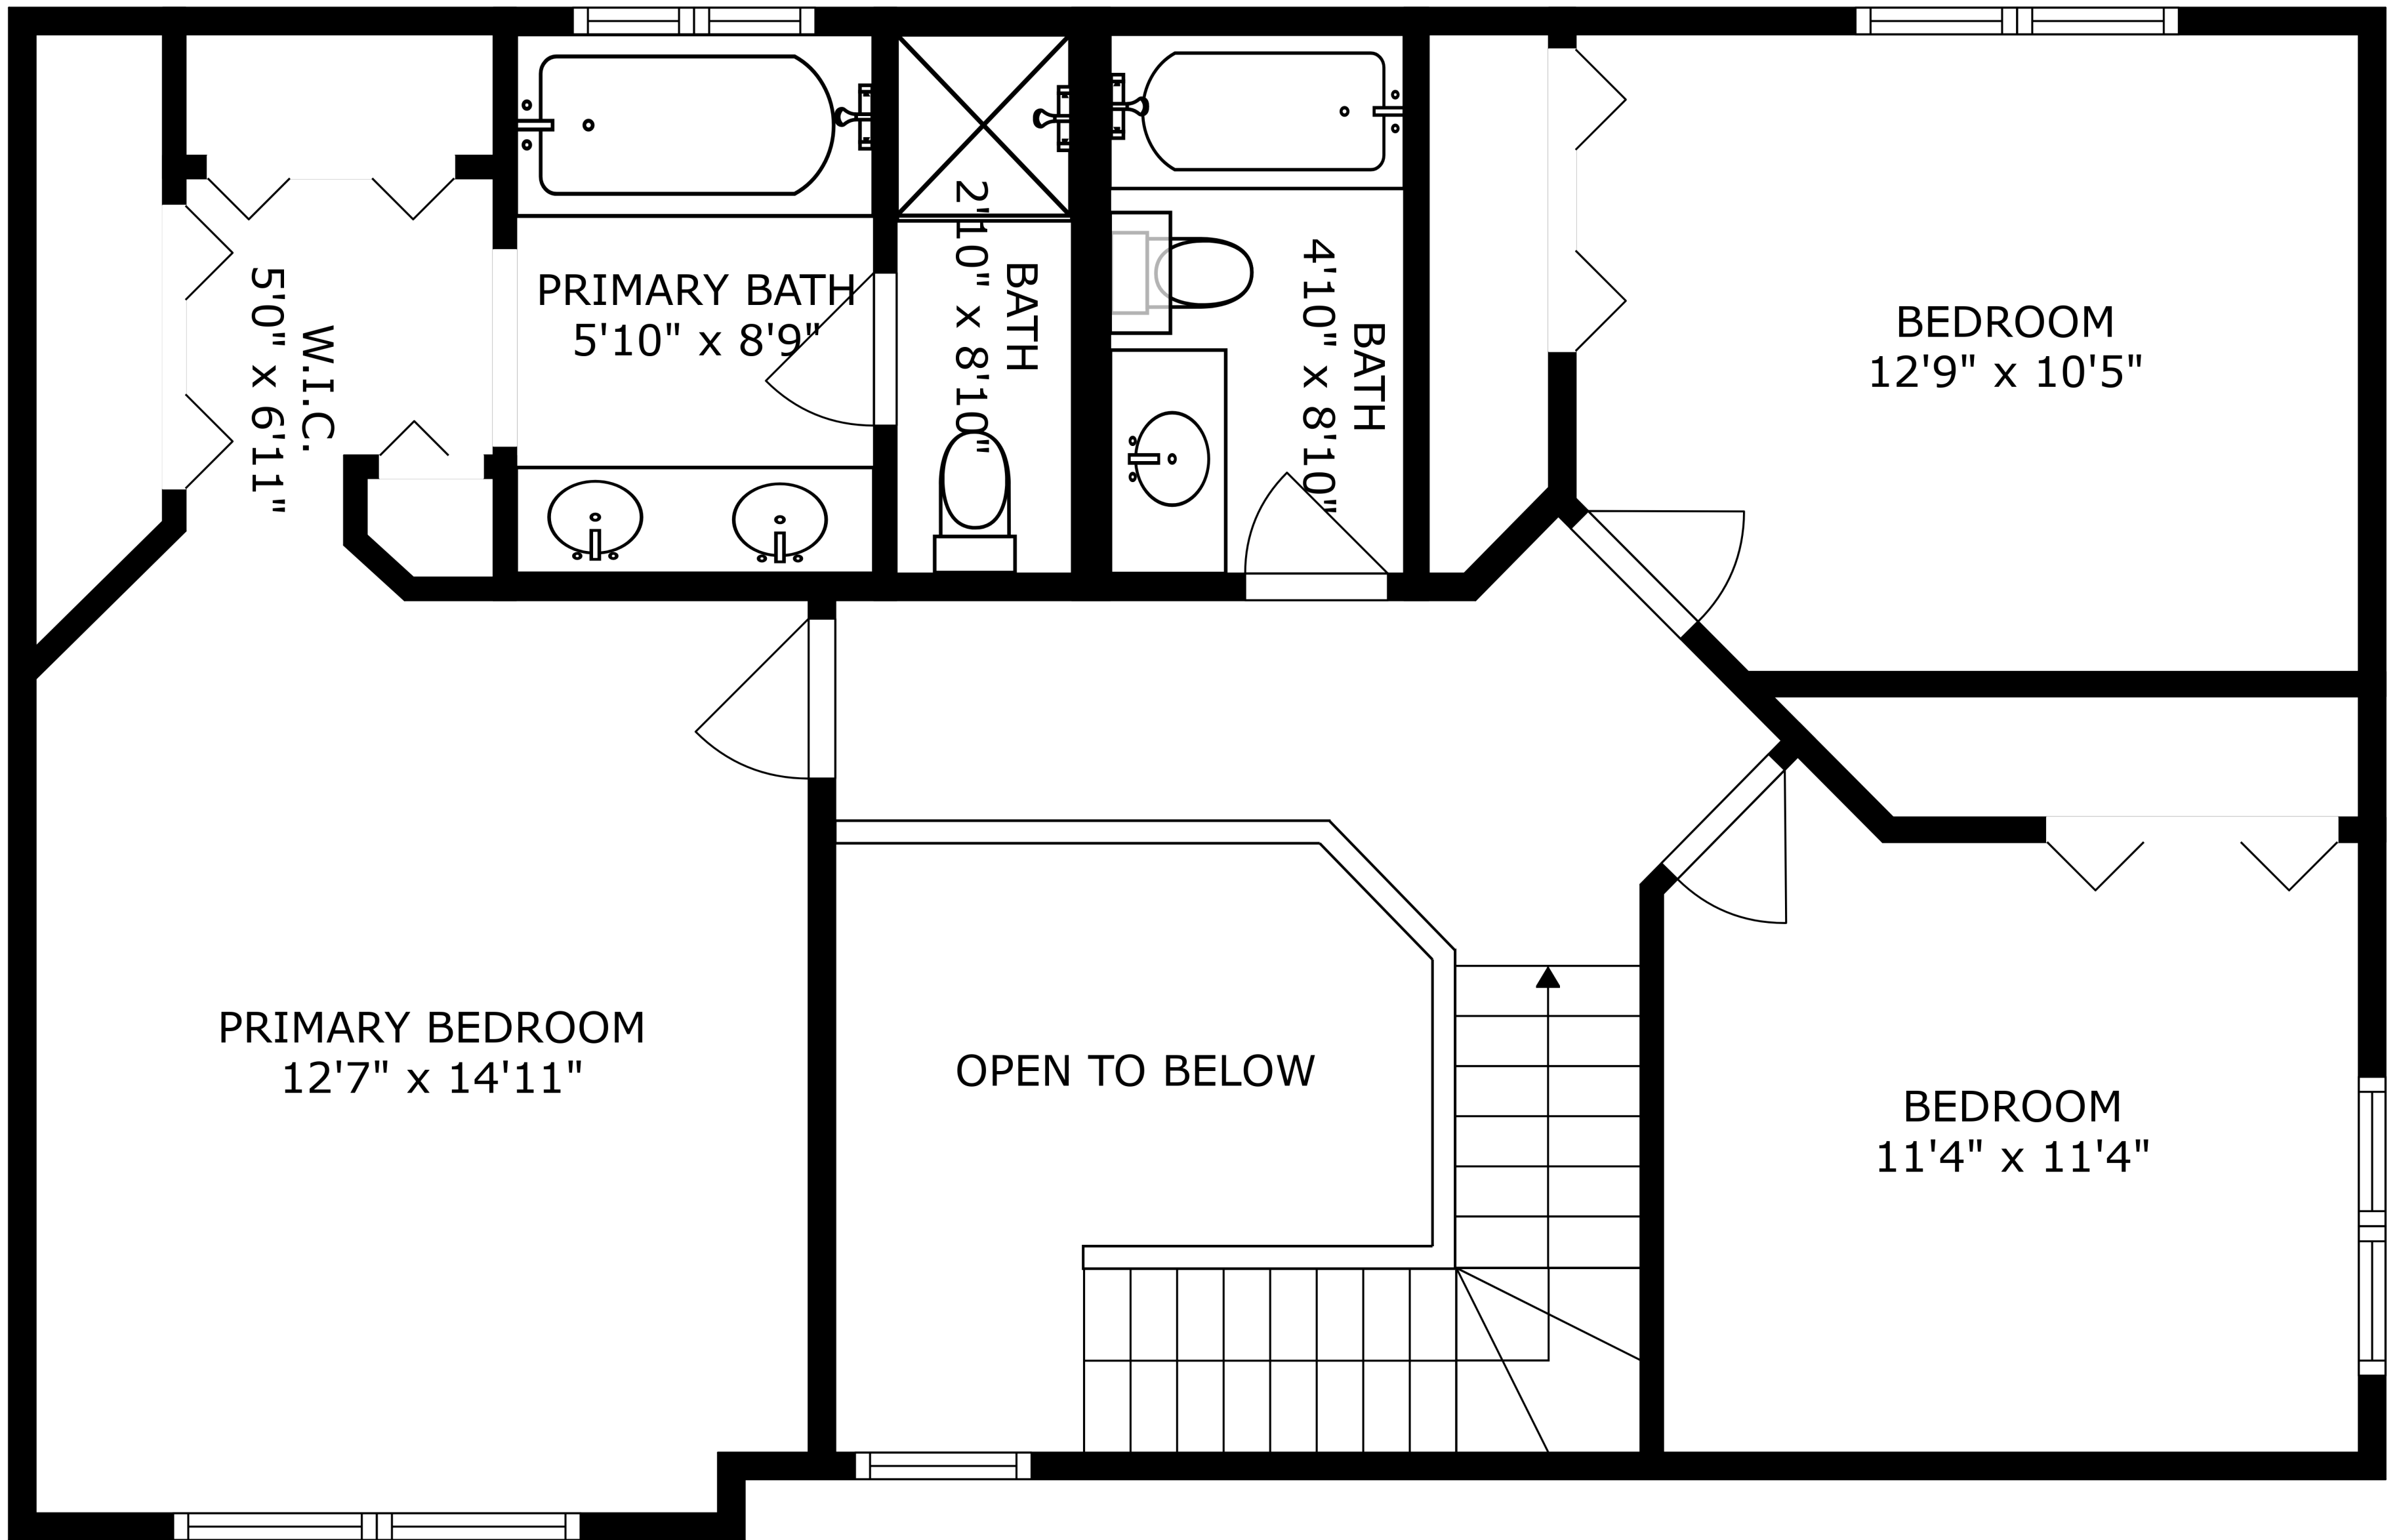 PRIMARY BATH
5'10" x 8'9"
W.I.C.
5'0" x 6'11"
BATH
2'10" x 8'10"
BATH
4'10" x 8'10"
BEDROOM
12'9" x 10'5"
PRIMARY BEDROOM
12'7" x 14'11"
OPEN TO BELOW
BEDROOM
11'4" x 11'4"